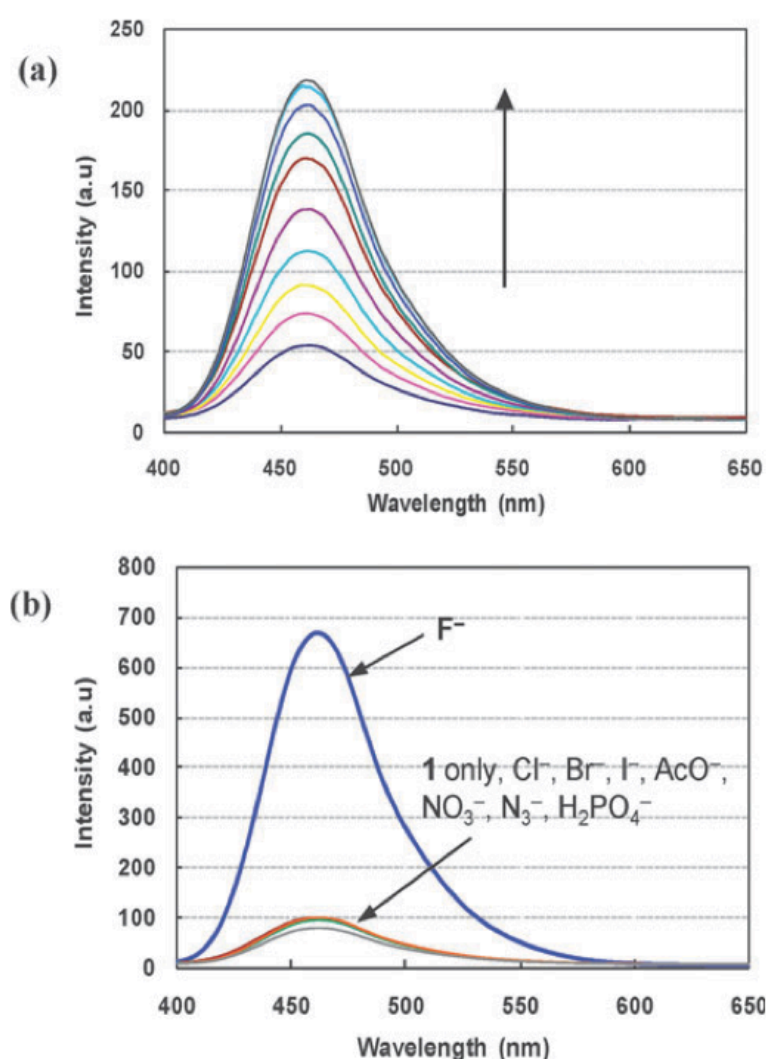 (a)
Intensity (a.u)
250
200
150
100
50
0
400 450 500 550 600 650
Wavelength (nm)
(b)
Intensity (a.u)
800
700
600
500
400
300
200
100
0
F⁻
1 only, Cl⁻, Br⁻, I⁻, AcO⁻,
NO₃⁻, N₃⁻, H₂PO₄⁻
400 450 500 550 600 650
Wavelength (nm)